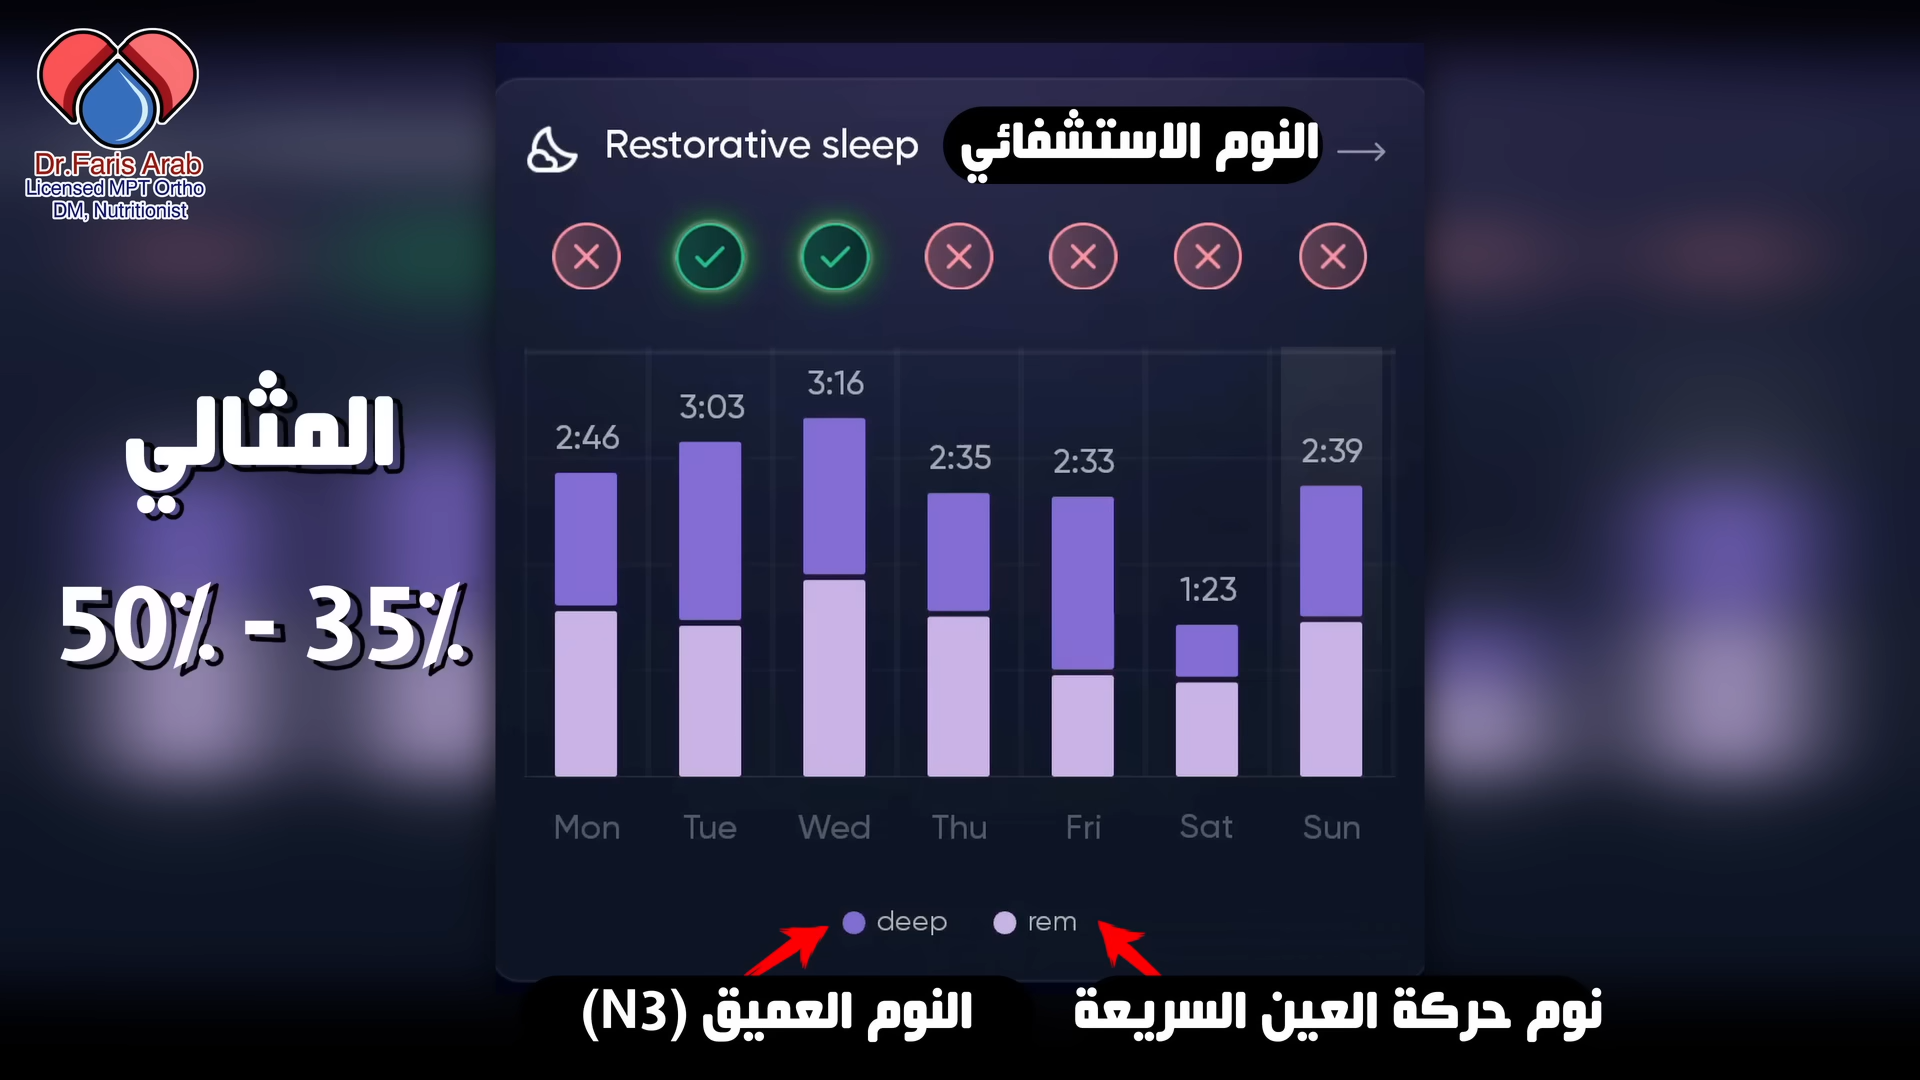 Dr.Faris Arab
Licensed MPT Ortho
DM, Nutritionist
Restorative sleep
النوم الاستشفائي
2:46
3:03
3:16
2:35
2:33
1:23
2:39
Mon
Tue
Wed
Thu
Fri
Sat
Sun
المثالي
50% - 35%
deep
rem
النوم العميق (N3)
نوم حركة العين السريعة